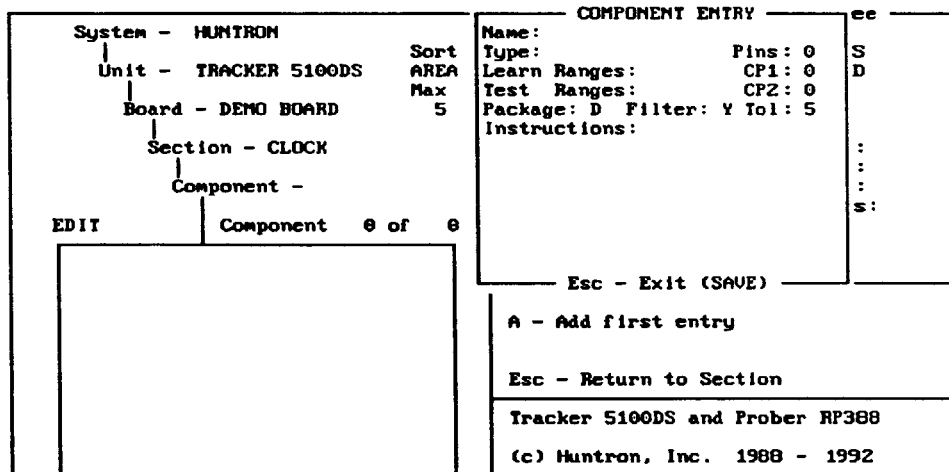 COMPONENT ENTRY
ee
System - HUNTRON
Name:
Sort
Type: Pins: 0
S
Unit - TRACKER 5100DS
AREA
Learn Ranges: CP1: 0
D
Max
Test Ranges: CP2: 0
Board - DEMO BOARD
5
Package: D Filter: Y Tol: 5
Instructions:
Section - CLOCK
:
:
Component -
:
s:
EDIT Component 0 of 0
Esc - Exit (SAVE)
A - Add first entry
Esc - Return to Section
Tracker 5100DS and Prober RP388
(c) Huntron, Inc. 1988 - 1992